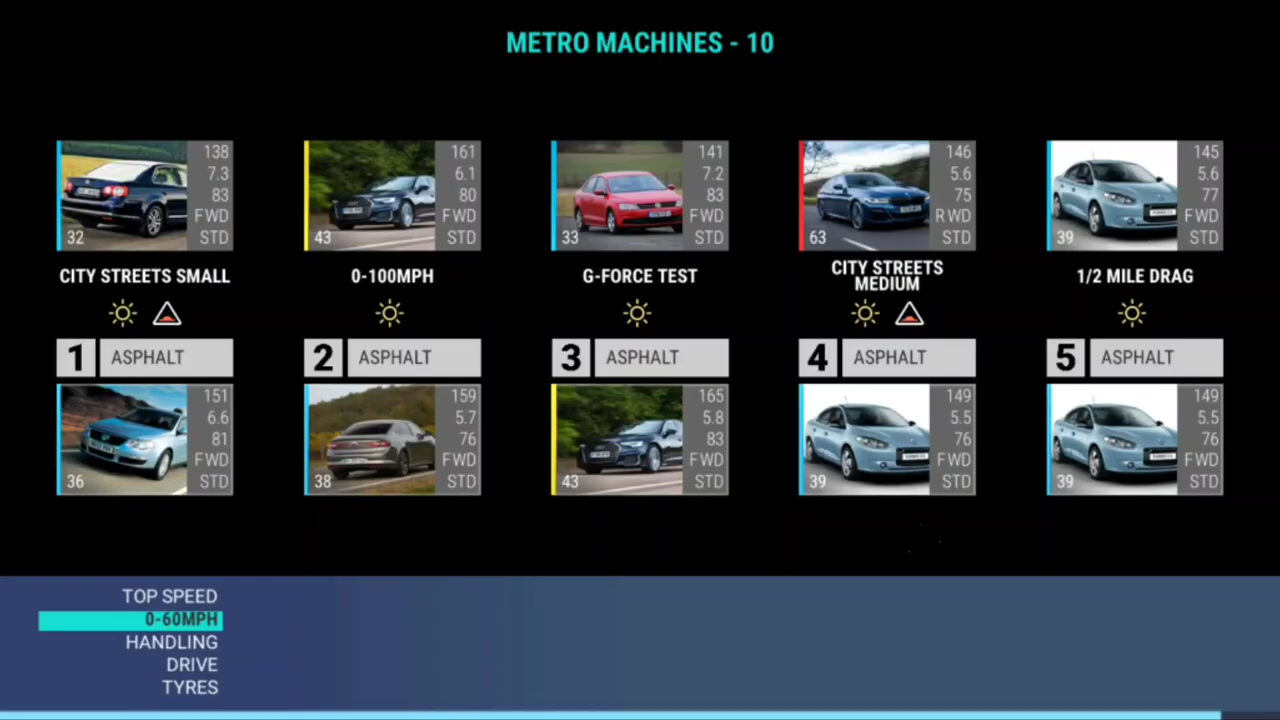 METRO MACHINES - 10
138
7.3
83
FWD
STD
32
161
6.1
80
FWD
STD
43
141
7.2
83
FWD
STD
33
146
5.6
75
RWD
STD
63
145
5.6
77
FWD
STD
39
CITY STREETS SMALL
0-100MPH
G-FORCE TEST
CITY STREETS
MEDIUM
1/2 MILE DRAG
1 ASPHALT
2 ASPHALT
3 ASPHALT
4 ASPHALT
5 ASPHALT
151
6.6
81
FWD
STD
36
159
5.7
76
FWD
STD
38
165
5.8
83
FWD
STD
43
149
5.5
76
FWD
STD
39
149
5.5
76
FWD
STD
39
TOP SPEED
0-60MPH
HANDLING
DRIVE
TYRES